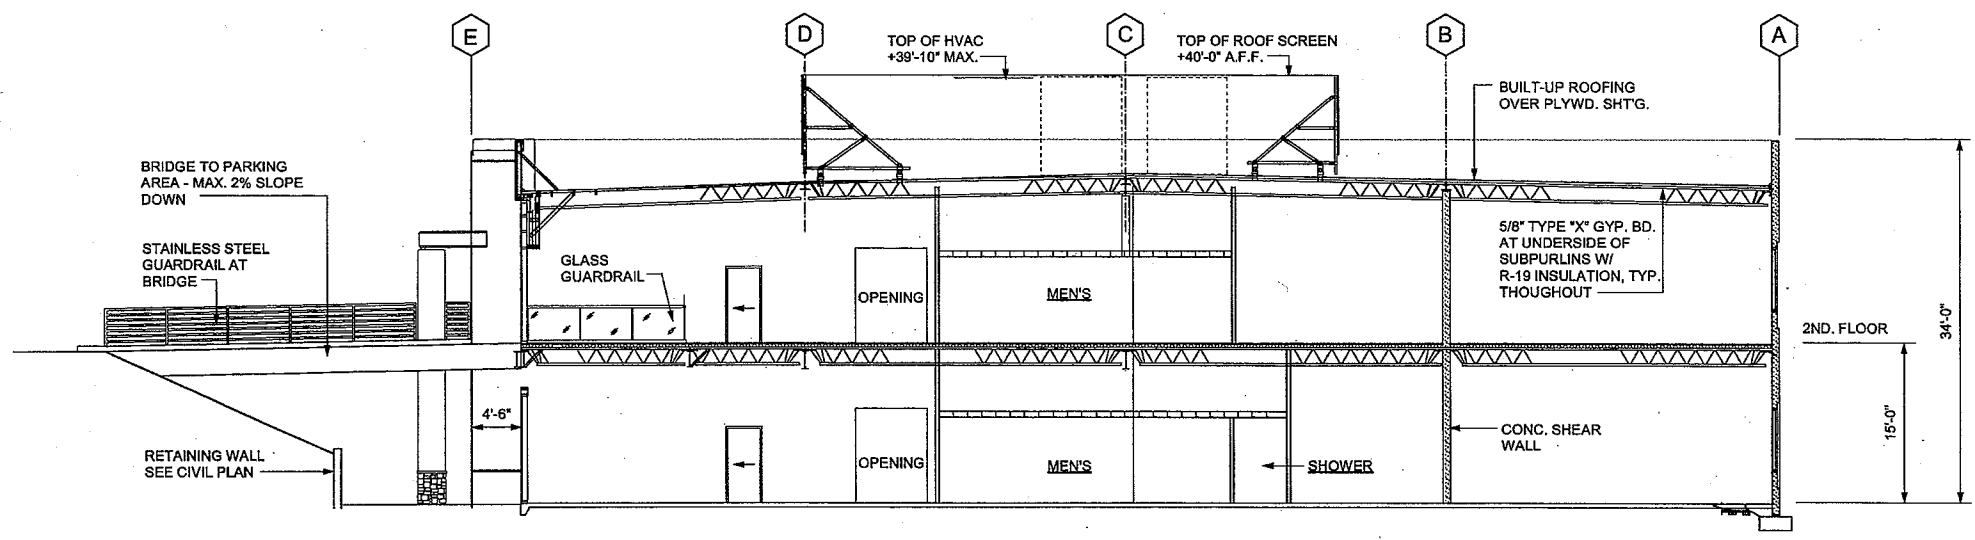 E
D
C
B
A
TOP OF HVAC
+39'-10" MAX.
TOP OF ROOF SCREEN
+40'-0" A.F.F.
BUILT-UP ROOFING
OVER PLYWD. SHT'G.
BRIDGE TO PARKING
AREA - MAX. 2% SLOPE
DOWN
STAINLESS STEEL
GUARDRAIL AT
BRIDGE
GLASS
GUARDRAIL
OPENING
MEN'S
5/8" TYPE "X" GYP. BD.
AT UNDERSIDE OF
SUBPURLINS W/
R-19 INSULATION, TYP.
THOUGHOUT
2ND. FLOOR
34'-0"
15'-0"
4'-6"
RETAINING WALL
SEE CIVIL PLAN
OPENING
MEN'S
SHOWER
CONC. SHEAR
WALL